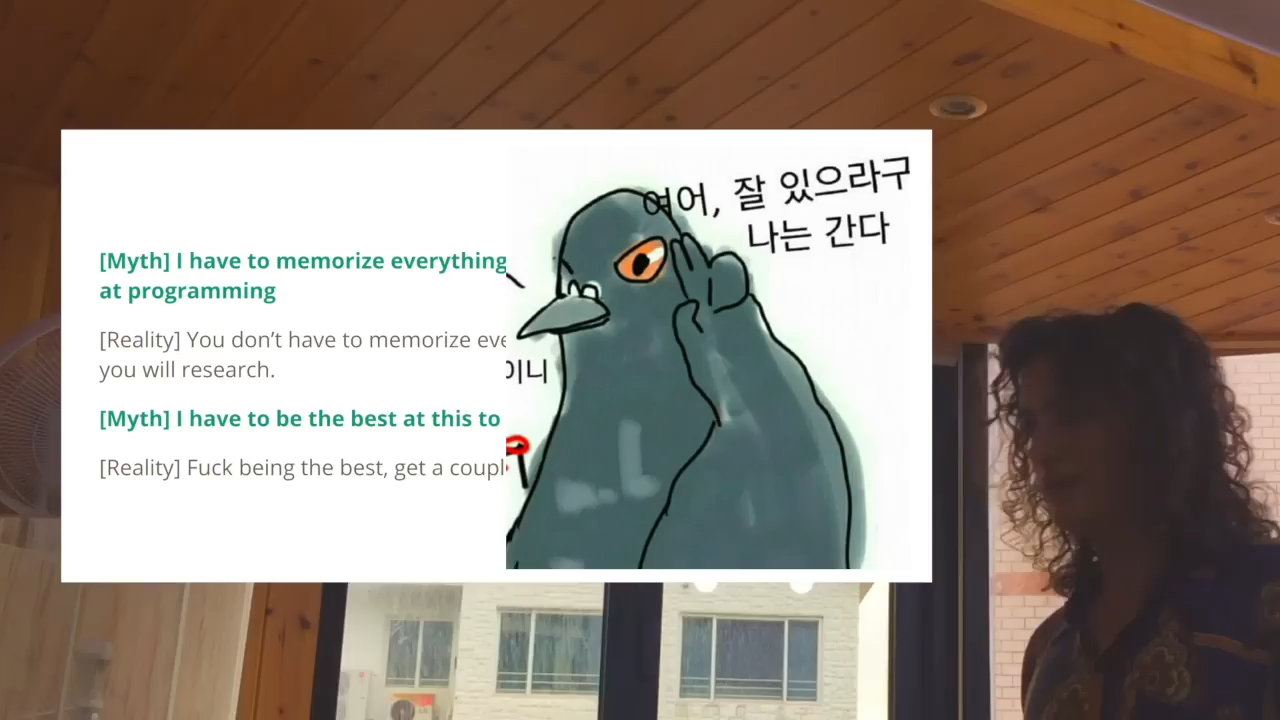 [Myth] I have to memorize everything
at programming
[Reality] You don't have to memorize eve
you will research.
[Myth] I have to be the best at this to
[Reality] Fuck being the best, get a coupl
여어, 잘 있으라구
나는 간다
이니